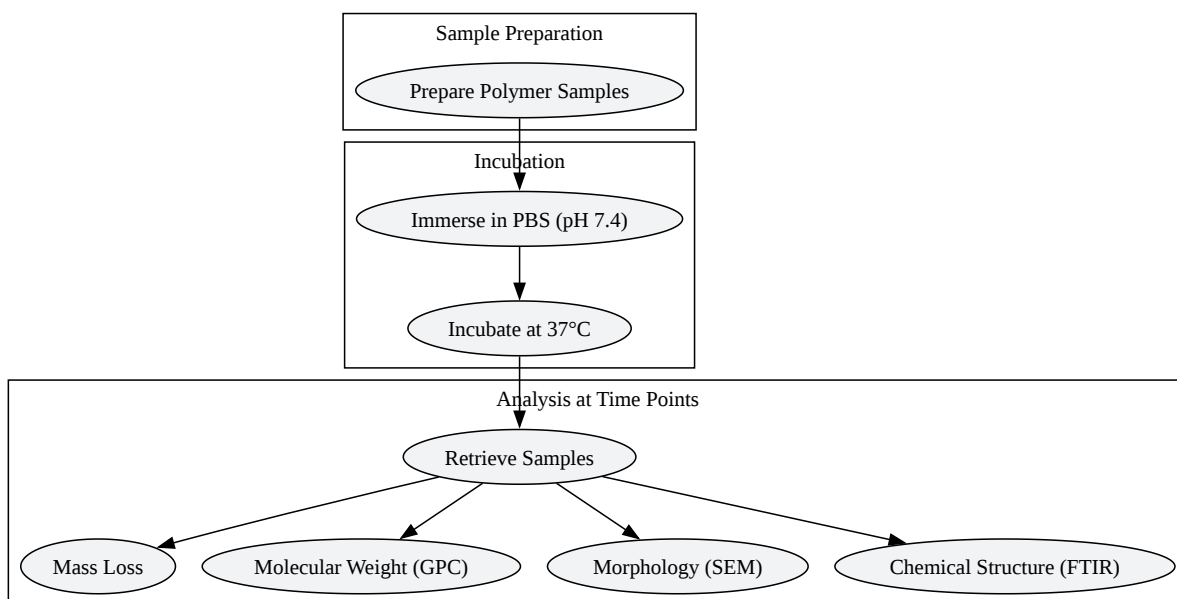 Sample Preparation
Prepare Polymer Samples
Incubation
Immerse in PBS (pH 7.4)
Incubate at 37°C
Analysis at Time Points
Retrieve Samples
Mass Loss
Molecular Weight (GPC)
Morphology (SEM)
Chemical Structure (FTIR)